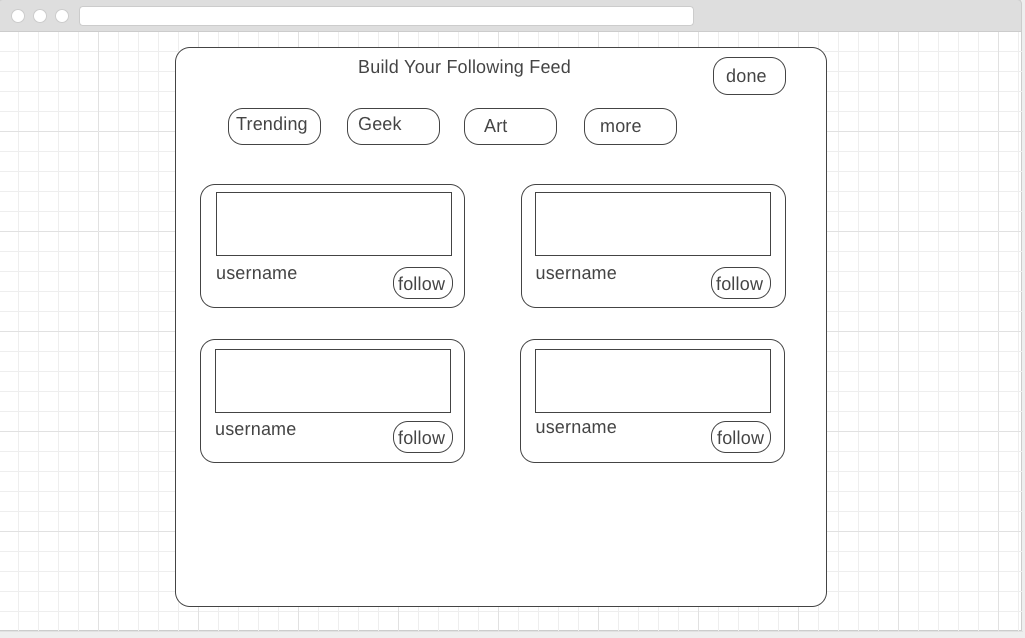 Build Your Following Feed
done
Trending
Geek
Art
more
username
follow
username
follow
username
follow
username
follow